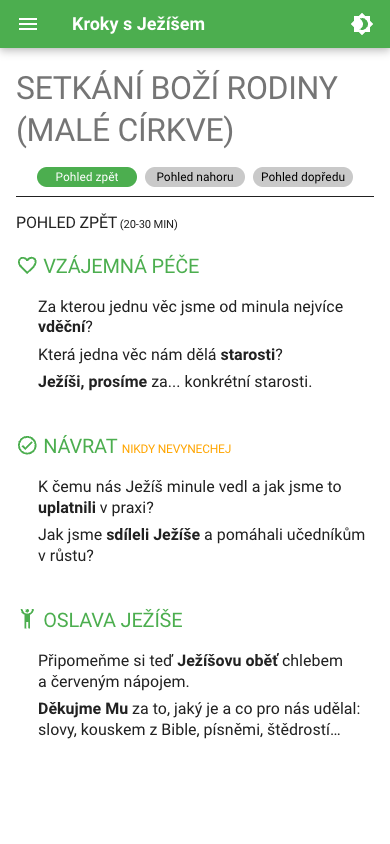 Kroky s Ježíšem
SETKÁNÍ BOŽÍ RODINY
(MALÉ CÍRKVE)
Pohled zpět
Pohled nahoru
Pohled dopředu
POHLED ZPĚT (20-30 MIN)
VZÁJEMNÁ PÉČE
Za kterou jednu věc jsme od minula nejvíce
vděční?
Která jedna věc nám dělá starosti?
Ježíši, prosíme za... konkrétní starosti.
NÁVRAT NIKDY NEVYNECHEJ
K čemu nás Ježíš minule vedl a jak jsme to
uplatnili v praxi?
Jak jsme sdíleli Ježíše a pomáhali učedníkům
v růstu?
OSLAVA JEŽÍŠE
Připomeňme si teď Ježíšovu oběť chlebem
a červeným nápojem.
Děkujme Mu za to, jaký je a co pro nás udělal:
slovy, kouskem z Bible, písněmi, štědrostí…